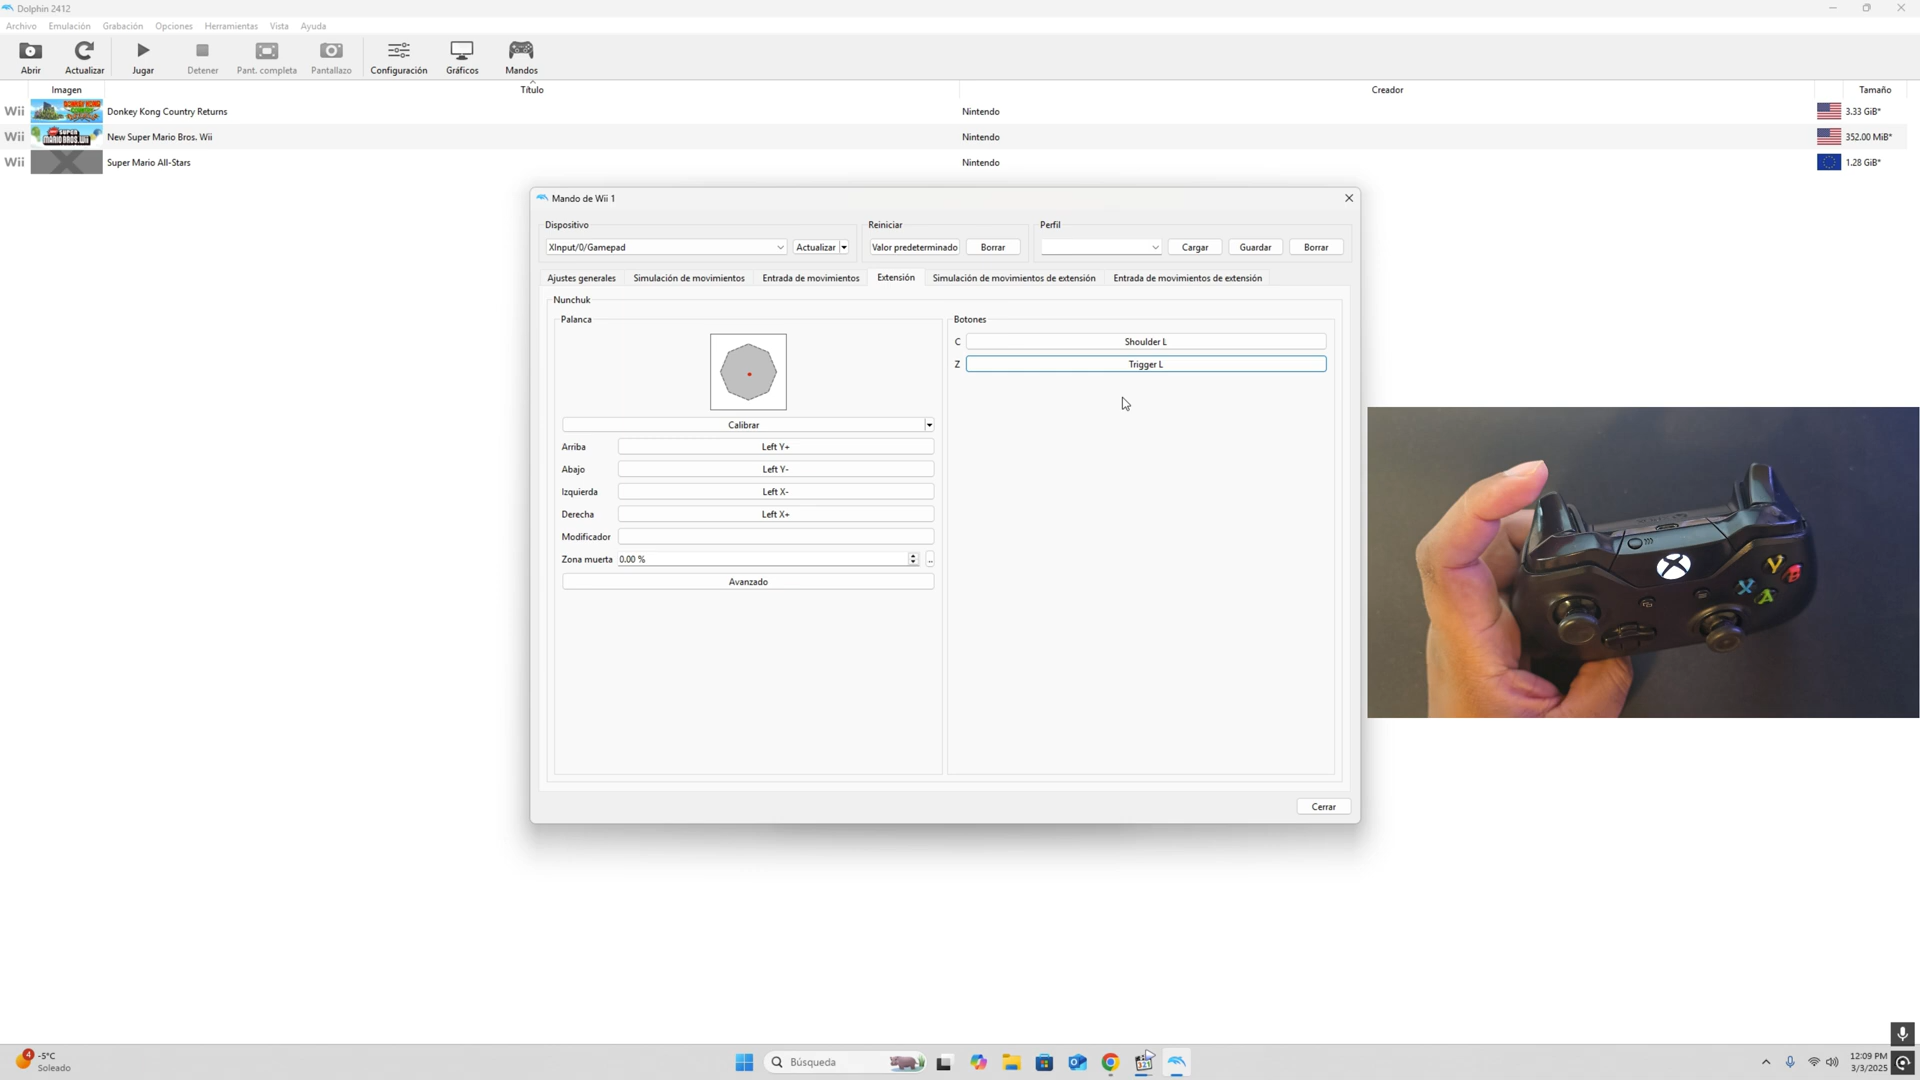 Dolphin 2412
Archivo Emulación Grabación Opciones Herramientas Vista Ayuda
Abrir Actualizar Jugar Detener Pant. completa Pantallazo Configuración Gráficos Mandos
Imagen Título Creador Tamaño
Wii Donkey Kong Country Returns Nintendo 3.33 GiB*
Wii New Super Mario Bros. Wii Nintendo 352.00 MiB*
Wii Super Mario All-Stars Nintendo 1.28 GiB*
Mando de Wii 1
Dispositivo Reiniciar Perfil
XInput/0/Gamepad Actualizar Valor predeterminado Borrar Cargar Guardar Borrar
Ajustes generales Simulación de movimientos Entrada de movimientos Extensión Simulación de movimientos de extensión Entrada de movimientos de extensión
Nunchuk
Palanca Botones
C Shoulder L
Z Trigger L
Calibrar
Arriba Left Y+
Abajo Left Y-
Izquierda Left X-
Derecha Left X+
Modificador
Zona muerta 0.00 % ..
Avanzado
Y
X B
A
Cerrar
4 -5°C
Soleado
Búsqueda
321
12:09 PM
3/3/2025